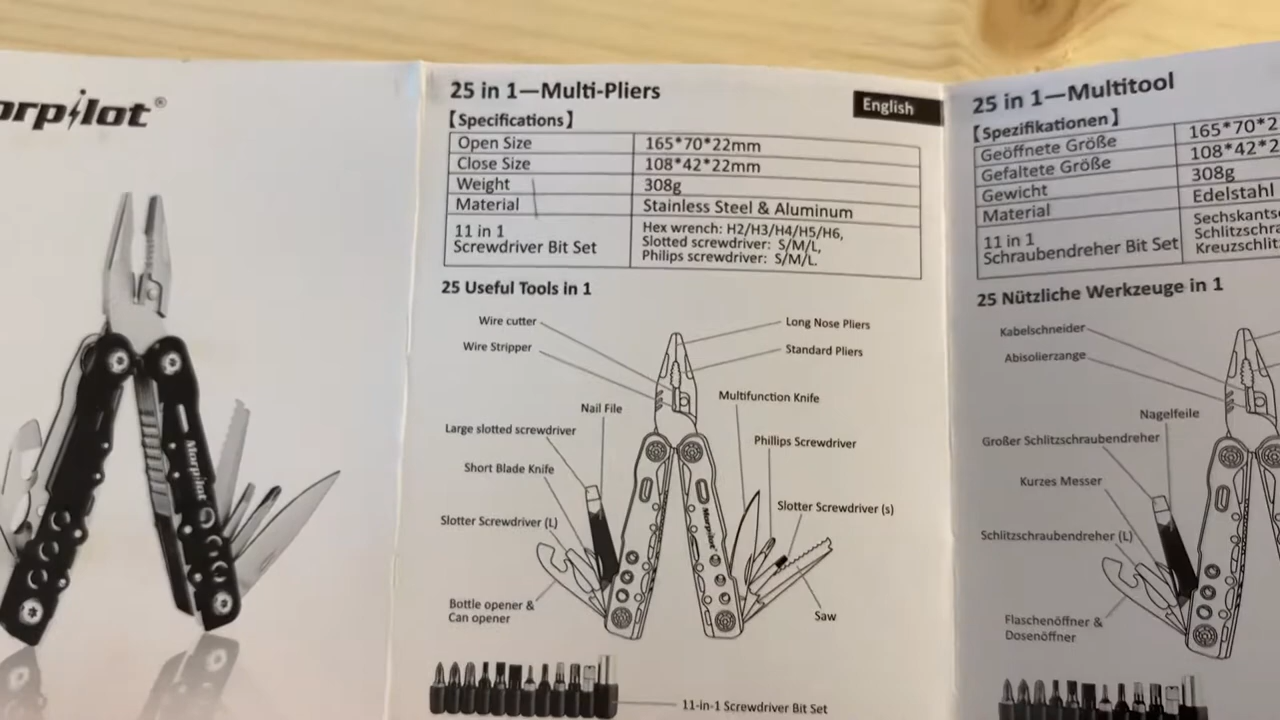 orpilot®
Morpilot
25 in 1—Multi-Pliers
English
【Specifications】
Open Size 165*70*22mm
Close Size 108*42*22mm
Weight 308g
Material Stainless Steel & Aluminum
11 in 1
Screwdriver Bit Set
Hex wrench: H2/H3/H4/H5/H6,
Slotted screwdriver: S/M/L,
Philips screwdriver: S/M/L.
25 Useful Tools in 1
Wire cutter
Wire Stripper
Long Nose Pliers
Standard Pliers
Nail File
Multifunction Knife
Large slotted screwdriver
Phillips Screwdriver
Short Blade Knife
Slotter Screwdriver (s)
Slotter Screwdriver (L)
Morpilot
Bottle opener &
Can opener
Saw
11-in-1 Screwdriver Bit Set
25 in 1—Multitool
【Spezifikationen】
Geöffnete Größe 165*70*2
Gefaltete Größe 108*42*2
Gewicht 308g
Material Edelstahl
11 in 1
Schraubendreher Bit Set
Sechskants
Schlitzschra
Kreuzschlit
25 Nützliche Werkzeuge in 1
Kabelschneider
Abisolierzange
Nagelfeile
Großer Schlitzschraubendreher
Kurzes Messer
Schlitzschraubendreher (L)
Flaschenöffner &
Dosenöffner